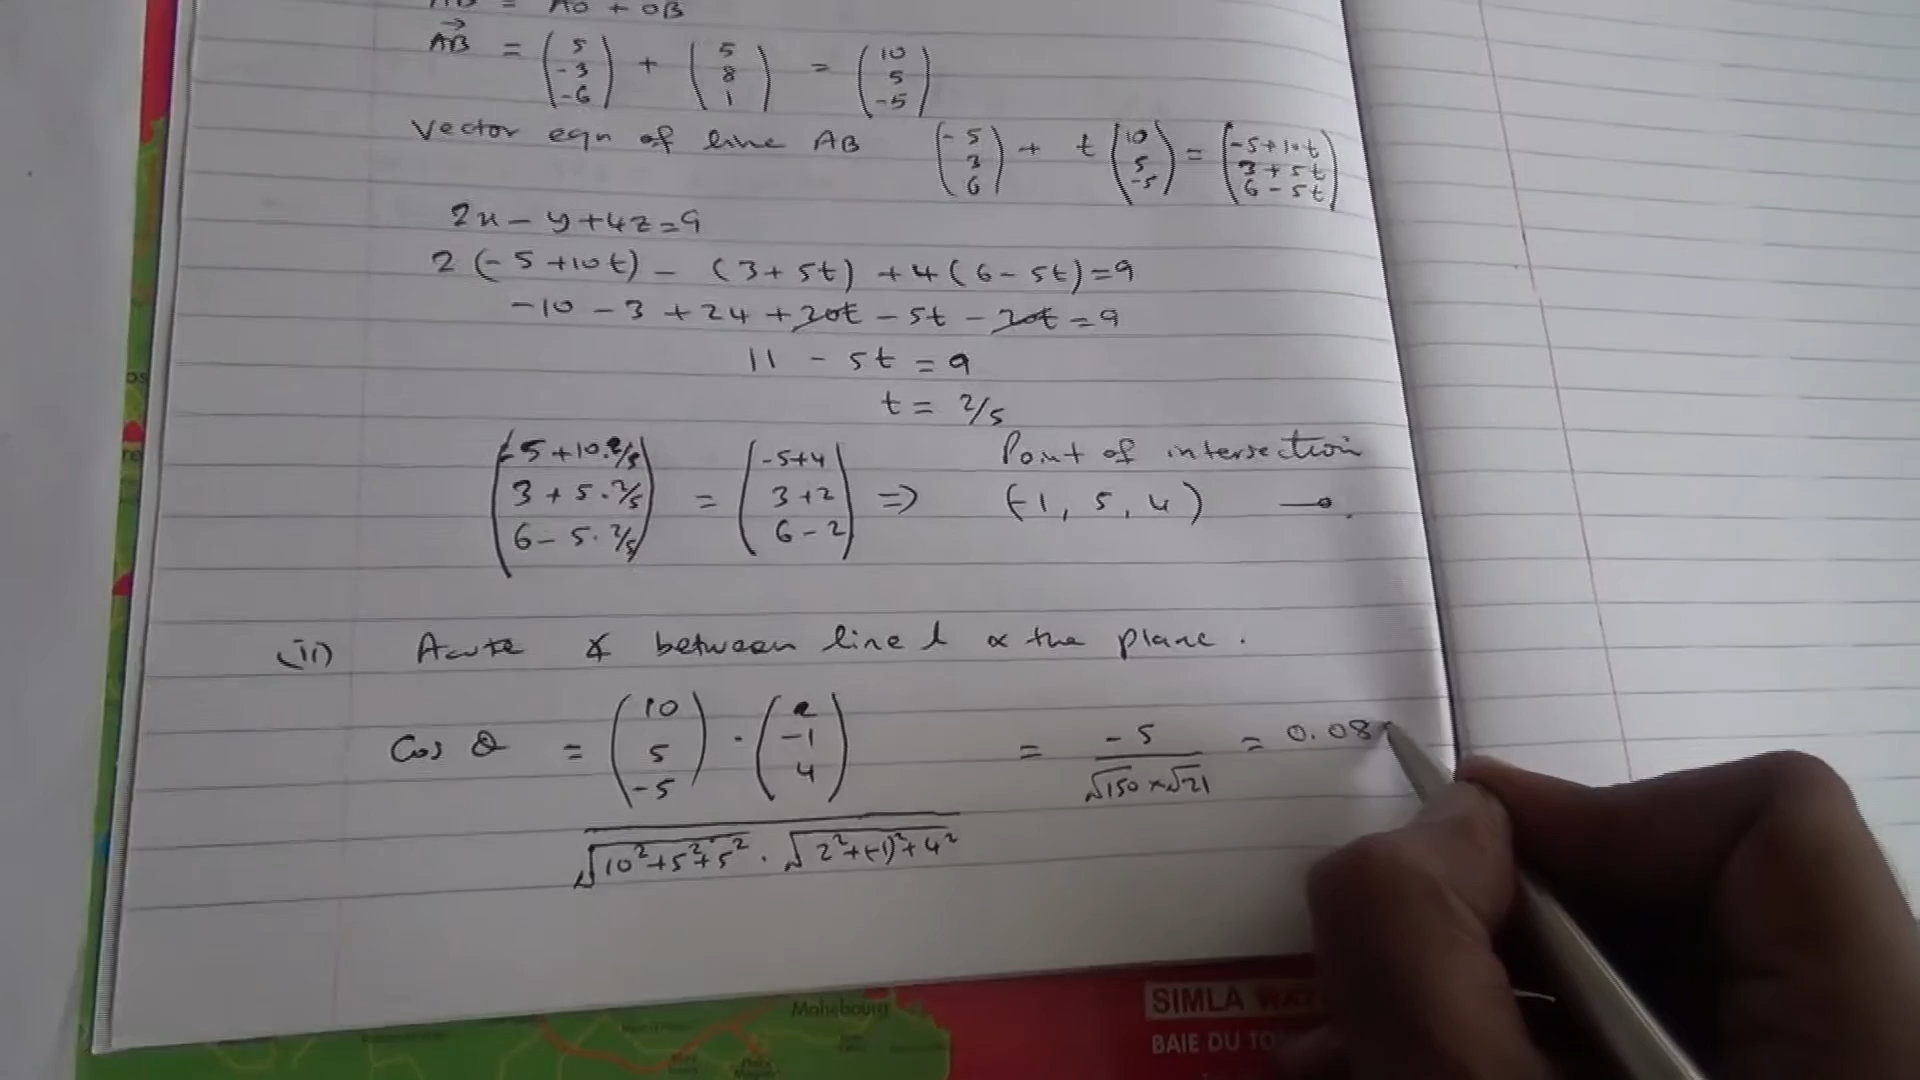 = AO + OB
AB = (5 -3 -6) + (5 8 1) = (10 5 -5)
Vector eqn of line AB (-5 3 6) + t (10 5 -5) = (-5+10t 3+5t 6-5t)
2x - y + 4z = 9
2 (-5 + 10t) - (3 + 5t) + 4 (6 - 5t) = 9
-10 - 3 + 24 + 20t - 5t - 20t = 9
11 - 5t = 9
t = 2/5
(-5 + 10.2/5 3 + 5.2/5 6 - 5.2/5) = (-5+4 3+2 6-2) ⇒ Point of intersection (-1, 5, 4)
(ii) Acute ∡ between line l & the plane.
Cos θ = (10 5 -5) . (2 -1 4) / √10²+5²+5² . √2²+(-1)²+4² = -5 / √150 x √21 = 0.08
Mahebourg
SIMLA
BAIE DU TO